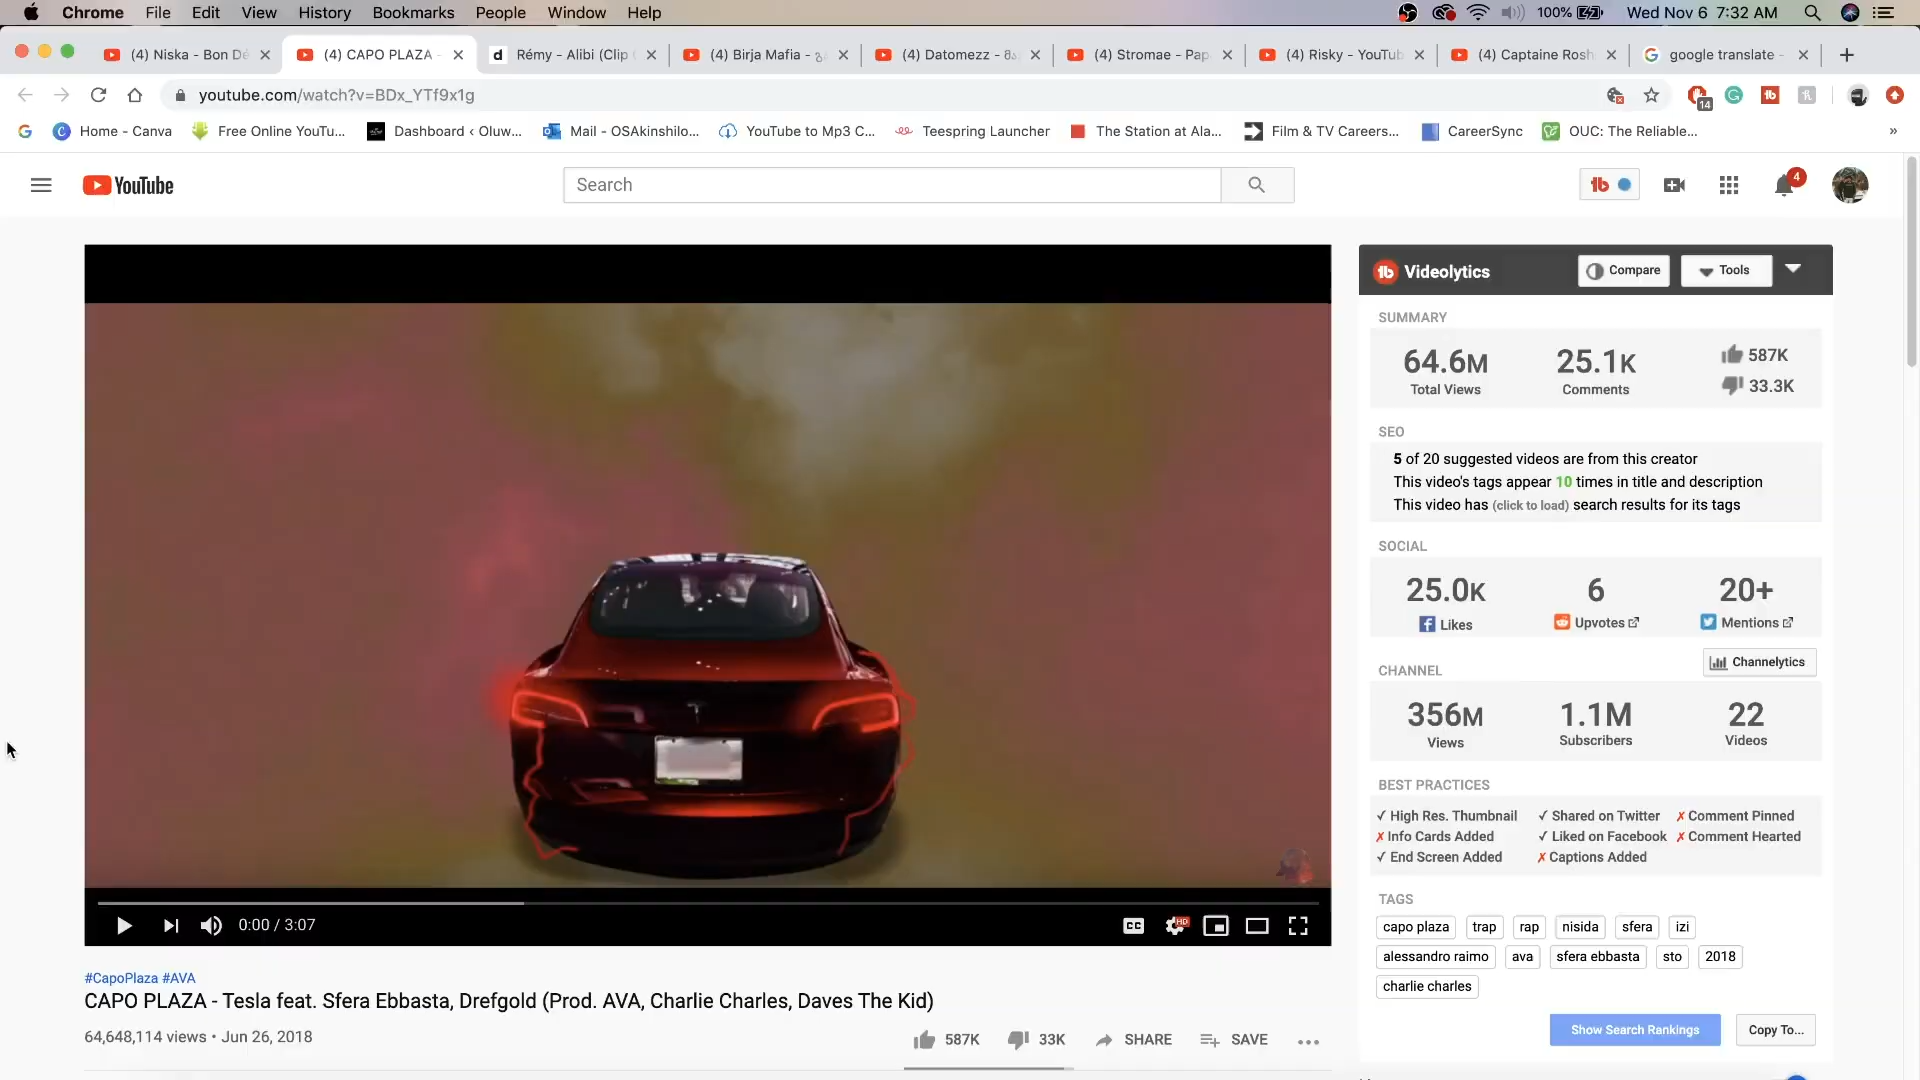 Chrome File Edit View History Bookmarks People Window Help 100% Wed Nov 6 7:32 AM
(4) Niska - Bon Dé (4) CAPO PLAZA - d Rémy - Alibi (Clip (4) Birja Mafia - (4) Datomezz - (4) Stromae - Pap (4) Risky - YouTub (4) Captaine Rosh google translate -
youtube.com/watch?v=BDx_YTf9x1g 14
Home - Canva Free Online YouTu... Dashboard ‹ Oluw... Mail - OSAkinshilo... YouTube to Mp3 C... Teespring Launcher The Station at Ala... Film & TV Careers... CareerSync OUC: The Reliable... »
YouTube Search tb 4
tb Videolytics Compare Tools
SUMMARY
64.6M 25.1K 587K
Total Views Comments 33.3K
SEO
5 of 20 suggested videos are from this creator
This video's tags appear 10 times in title and description
This video has (click to load) search results for its tags
SOCIAL
25.0K 6 20+
Likes Upvotes Mentions
CHANNEL Channelytics
356M 1.1M 22
Views Subscribers Videos
BEST PRACTICES
✓ High Res. Thumbnail ✓ Shared on Twitter ✗ Comment Pinned
✗ Info Cards Added ✓ Liked on Facebook ✗ Comment Hearted
✓ End Screen Added ✗ Captions Added
TAGS
capo plaza trap rap nisida sfera izi
alessandro raimo ava sfera ebbasta sto 2018
charlie charles
Show Search Rankings Copy To...
0:00 / 3:07 CC HD
#CapoPlaza #AVA
CAPO PLAZA - Tesla feat. Sfera Ebbasta, Drefgold (Prod. AVA, Charlie Charles, Daves The Kid)
64,648,114 views • Jun 26, 2018
587K 33K SHARE SAVE